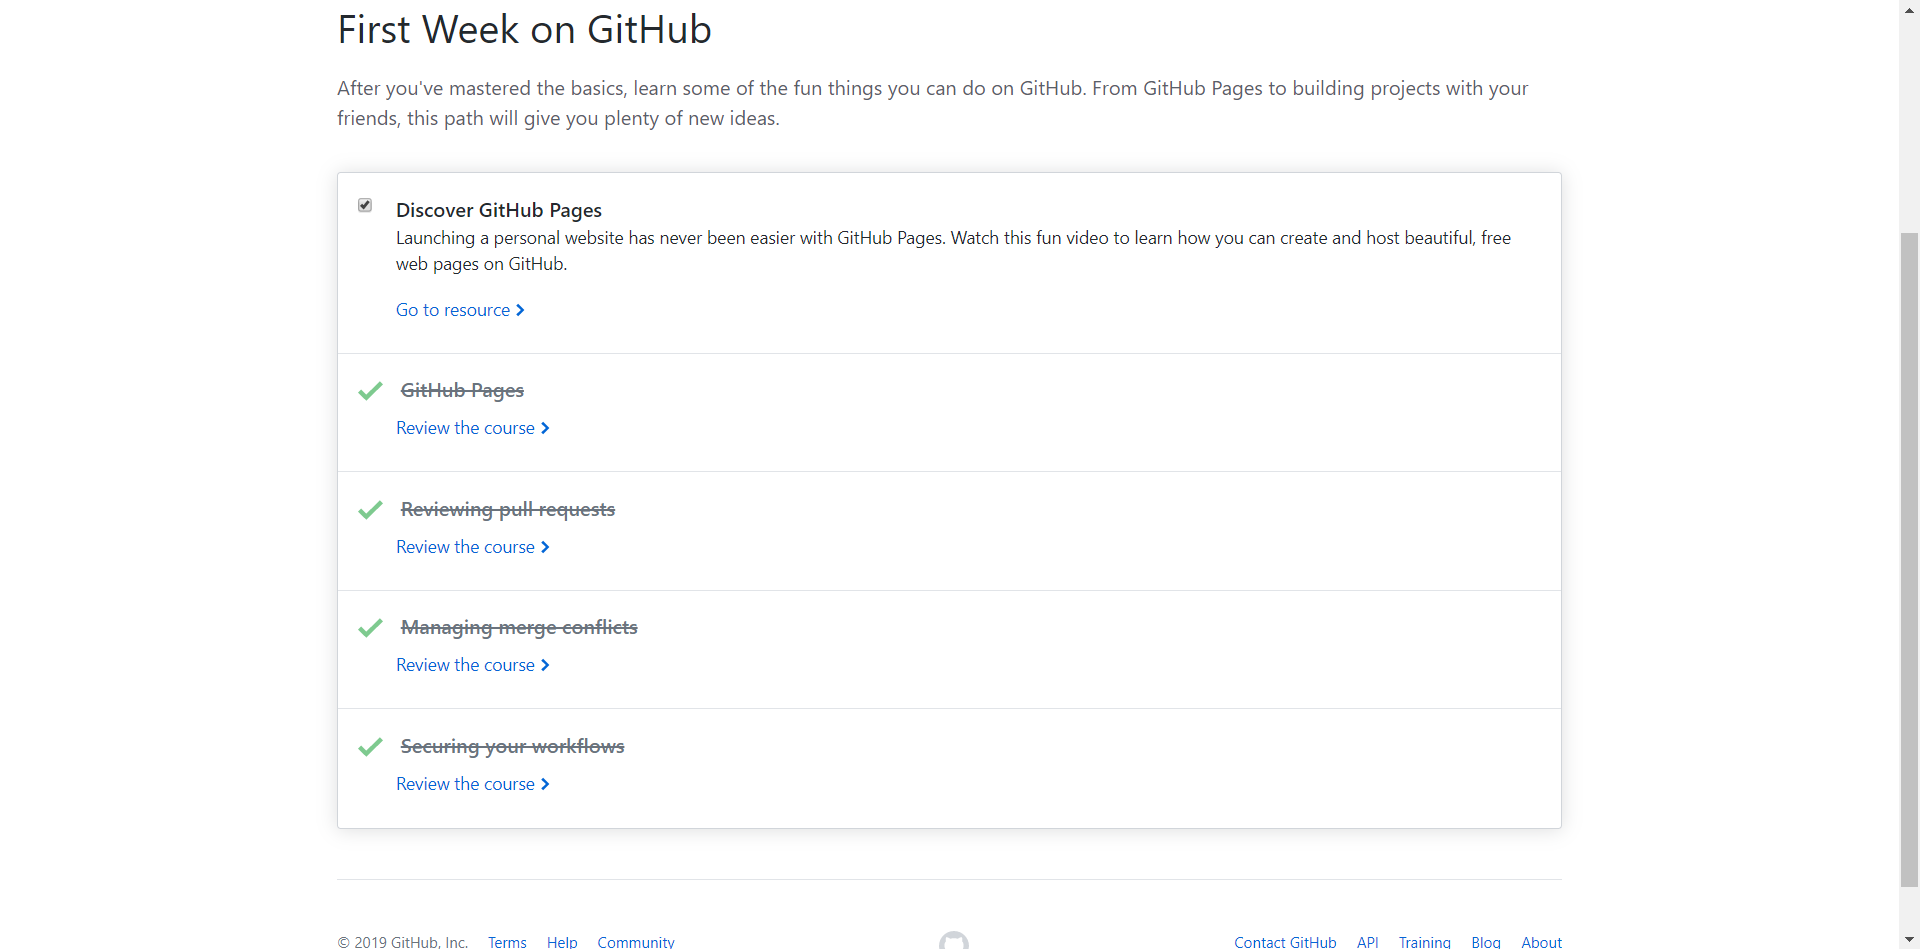 First Week on GitHub
After you've mastered the basics, learn some of the fun things you can do on GitHub. From GitHub Pages to building projects with your
friends, this path will give you plenty of new ideas.
Discover GitHub Pages
Launching a personal website has never been easier with GitHub Pages. Watch this fun video to learn how you can create and host beautiful, free
web pages on GitHub.
Go to resource
GitHub Pages
Review the course
Reviewing pull requests
Review the course
Managing merge conflicts
Review the course
Securing your workflows
Review the course
© 2019 GitHub, Inc. Terms Help Community Contact GitHub API Training Blog About